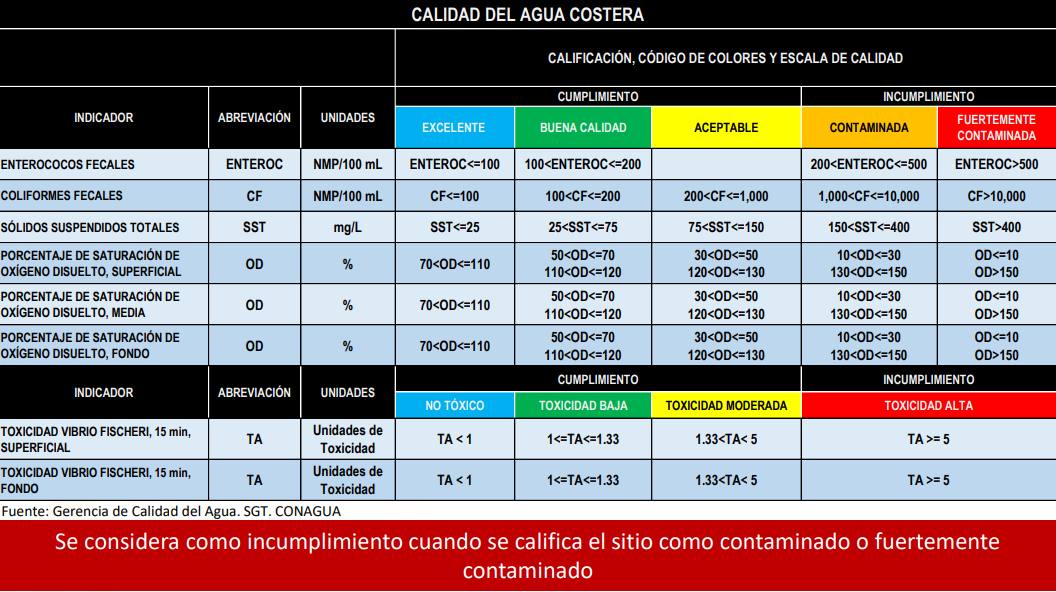 CALIDAD DEL AGUA COSTERA
CALIFICACIÓN, CÓDIGO DE COLORES Y ESCALA DE CALIDAD
INDICADOR ABREVIACIÓN UNIDADES CUMPLIMIENTO INCUMPLIMIENTO
EXCELENTE BUENA CALIDAD ACEPTABLE CONTAMINADA FUERTEMENTE
CONTAMINADA
ENTEROCOCOS FECALES ENTEROC NMP/100 mL ENTEROC<=100 100<ENTEROC<=200 200<ENTEROC<=500 ENTEROC>500
COLIFORMES FECALES CF NMP/100 mL CF<=100 100<CF<=200 200<CF<=1,000 1,000<CF<=10,000 CF>10,000
SÓLIDOS SUSPENDIDOS TOTALES SST mg/L SST<=25 25<SST<=75 75<SST<=150 150<SST<=400 SST>400
PORCENTAJE DE SATURACIÓN DE OD % 70<OD<=110 50<OD<=70 30<OD<=50 10<OD<=30 OD<=10
OXÍGENO DISUELTO, SUPERFICIAL 110<OD<=120 120<OD<=130 130<OD<=150 OD>150
PORCENTAJE DE SATURACIÓN DE OD % 70<OD<=110 50<OD<=70 30<OD<=50 10<OD<=30 OD<=10
OXÍGENO DISUELTO, MEDIA 110<OD<=120 120<OD<=130 130<OD<=150 OD>150
PORCENTAJE DE SATURACIÓN DE OD % 70<OD<=110 50<OD<=70 30<OD<=50 10<OD<=30 OD<=10
OXÍGENO DISUELTO, FONDO 110<OD<=120 120<OD<=130 130<OD<=150 OD>150
INDICADOR ABREVIACIÓN UNIDADES CUMPLIMIENTO INCUMPLIMIENTO
NO TÓXICO TOXICIDAD BAJA TOXICIDAD MODERADA TOXICIDAD ALTA
TOXICIDAD VIBRIO FISCHERI, 15 min, TA Unidades de TA < 1 1<=TA<=1.33 1.33<TA< 5 TA >= 5
SUPERFICIAL Toxicidad
TOXICIDAD VIBRIO FISCHERI, 15 min, TA Unidades de TA < 1 1<=TA<=1.33 1.33<TA< 5 TA >= 5
FONDO Toxicidad
Fuente: Gerencia de Calidad del Agua. SGT. CONAGUA
Se considera como incumplimiento cuando se califica el sitio como contaminado o fuertemente
contaminado